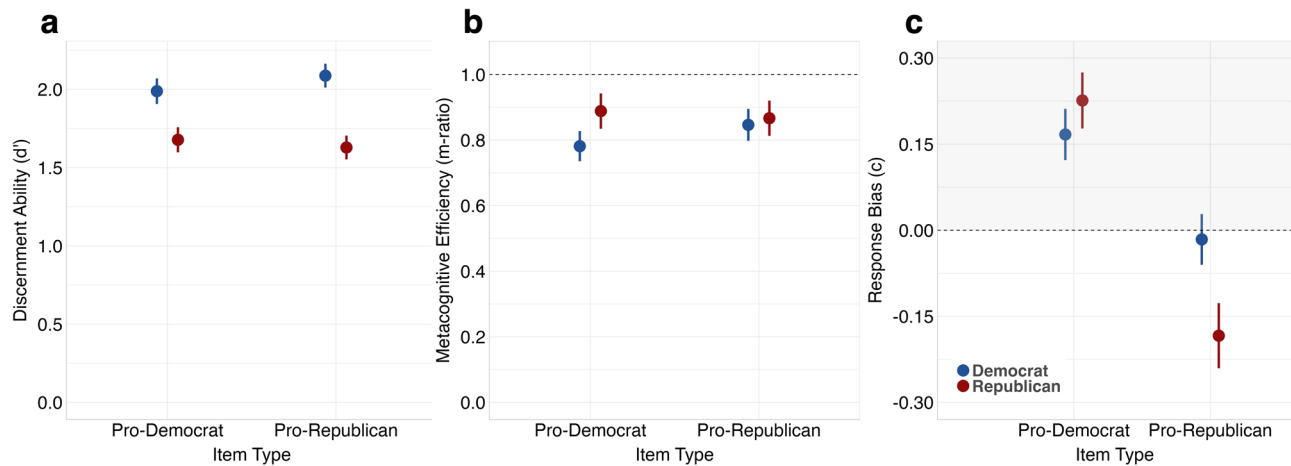 a
Discernment Ability (d')
2.0
1.5
1.0
0.5
0.0
Pro-Democrat
Pro-Republican
Item Type
b
Metacognitive Efficiency (m-ratio)
1.0
0.8
0.6
0.4
0.2
0.0
Pro-Democrat
Pro-Republican
Item Type
c
Response Bias (c)
0.30
0.15
0.00
-0.15
-0.30
Democrat
Republican
Pro-Democrat
Pro-Republican
Item Type